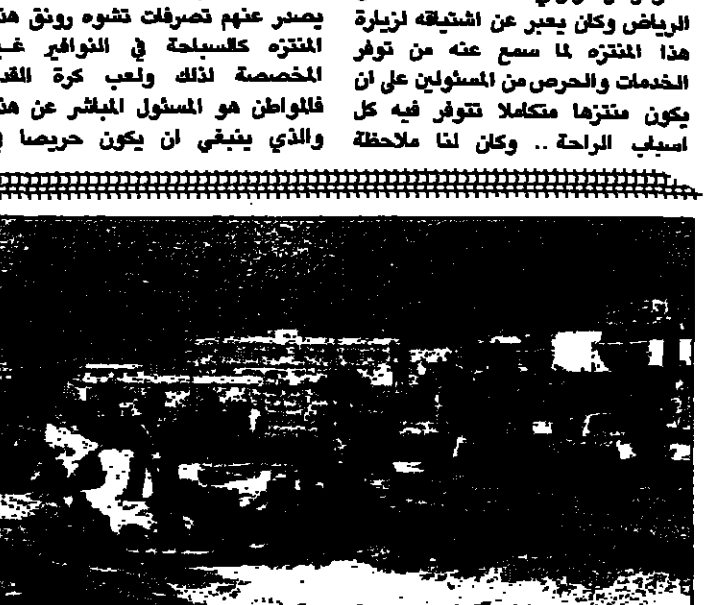 الرياض وكان يعبر عن اشتياقه لزيارة
هذا المنتزه لما سمع عنه من توفر
الخدمات والحرص من المسئولين على ان
يكون منتزها متكاملا تتوفر فيه كل
اسباب الراحة .. وكان لنا ملاحظة
يصدر عنهم تصرفات تشوه رونق
المنتزه كالسباحة في النوافير
المخصصة لذلك ولعب كرة
فالمواطن هو المسئول المباشر عن
والذي ينبغي ان يكون حريصا